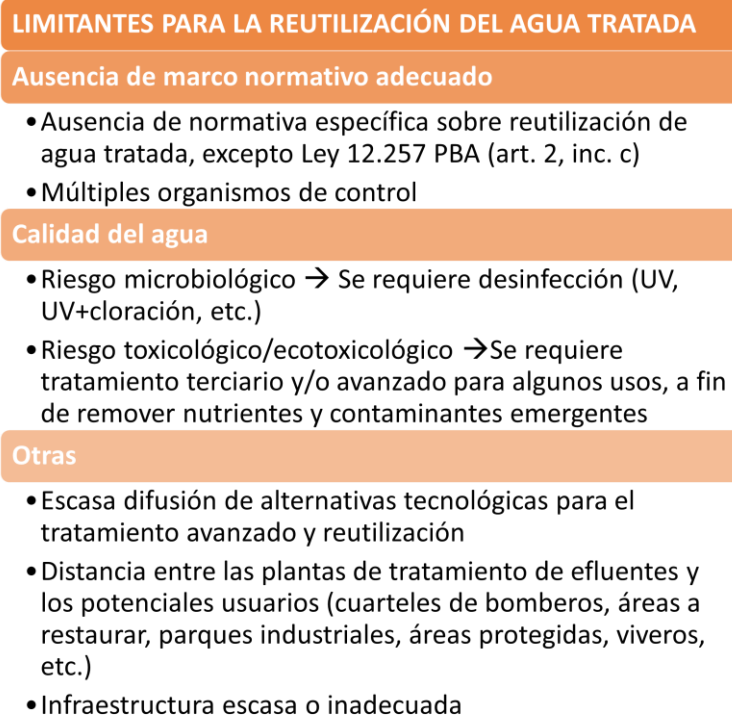 LIMITANTES PARA LA REUTILIZACIÓN DEL AGUA TRATADA
Ausencia de marco normativo adecuado
•Ausencia de normativa específica sobre reutilización de
agua tratada, excepto Ley 12.257 PBA (art. 2, inc. c)
•Múltiples organismos de control
Calidad del agua
•Riesgo microbiológico → Se requiere desinfección (UV,
UV+cloración, etc.)
•Riesgo toxicológico/ecotoxicológico →Se requiere
tratamiento terciario y/o avanzado para algunos usos, a fin
de remover nutrientes y contaminantes emergentes
Otras
•Escasa difusión de alternativas tecnológicas para el
tratamiento avanzado y reutilización
•Distancia entre las plantas de tratamiento de efluentes y
los potenciales usuarios (cuarteles de bomberos, áreas a
restaurar, parques industriales, áreas protegidas, viveros,
etc.)
•Infraestructura escasa o inadecuada